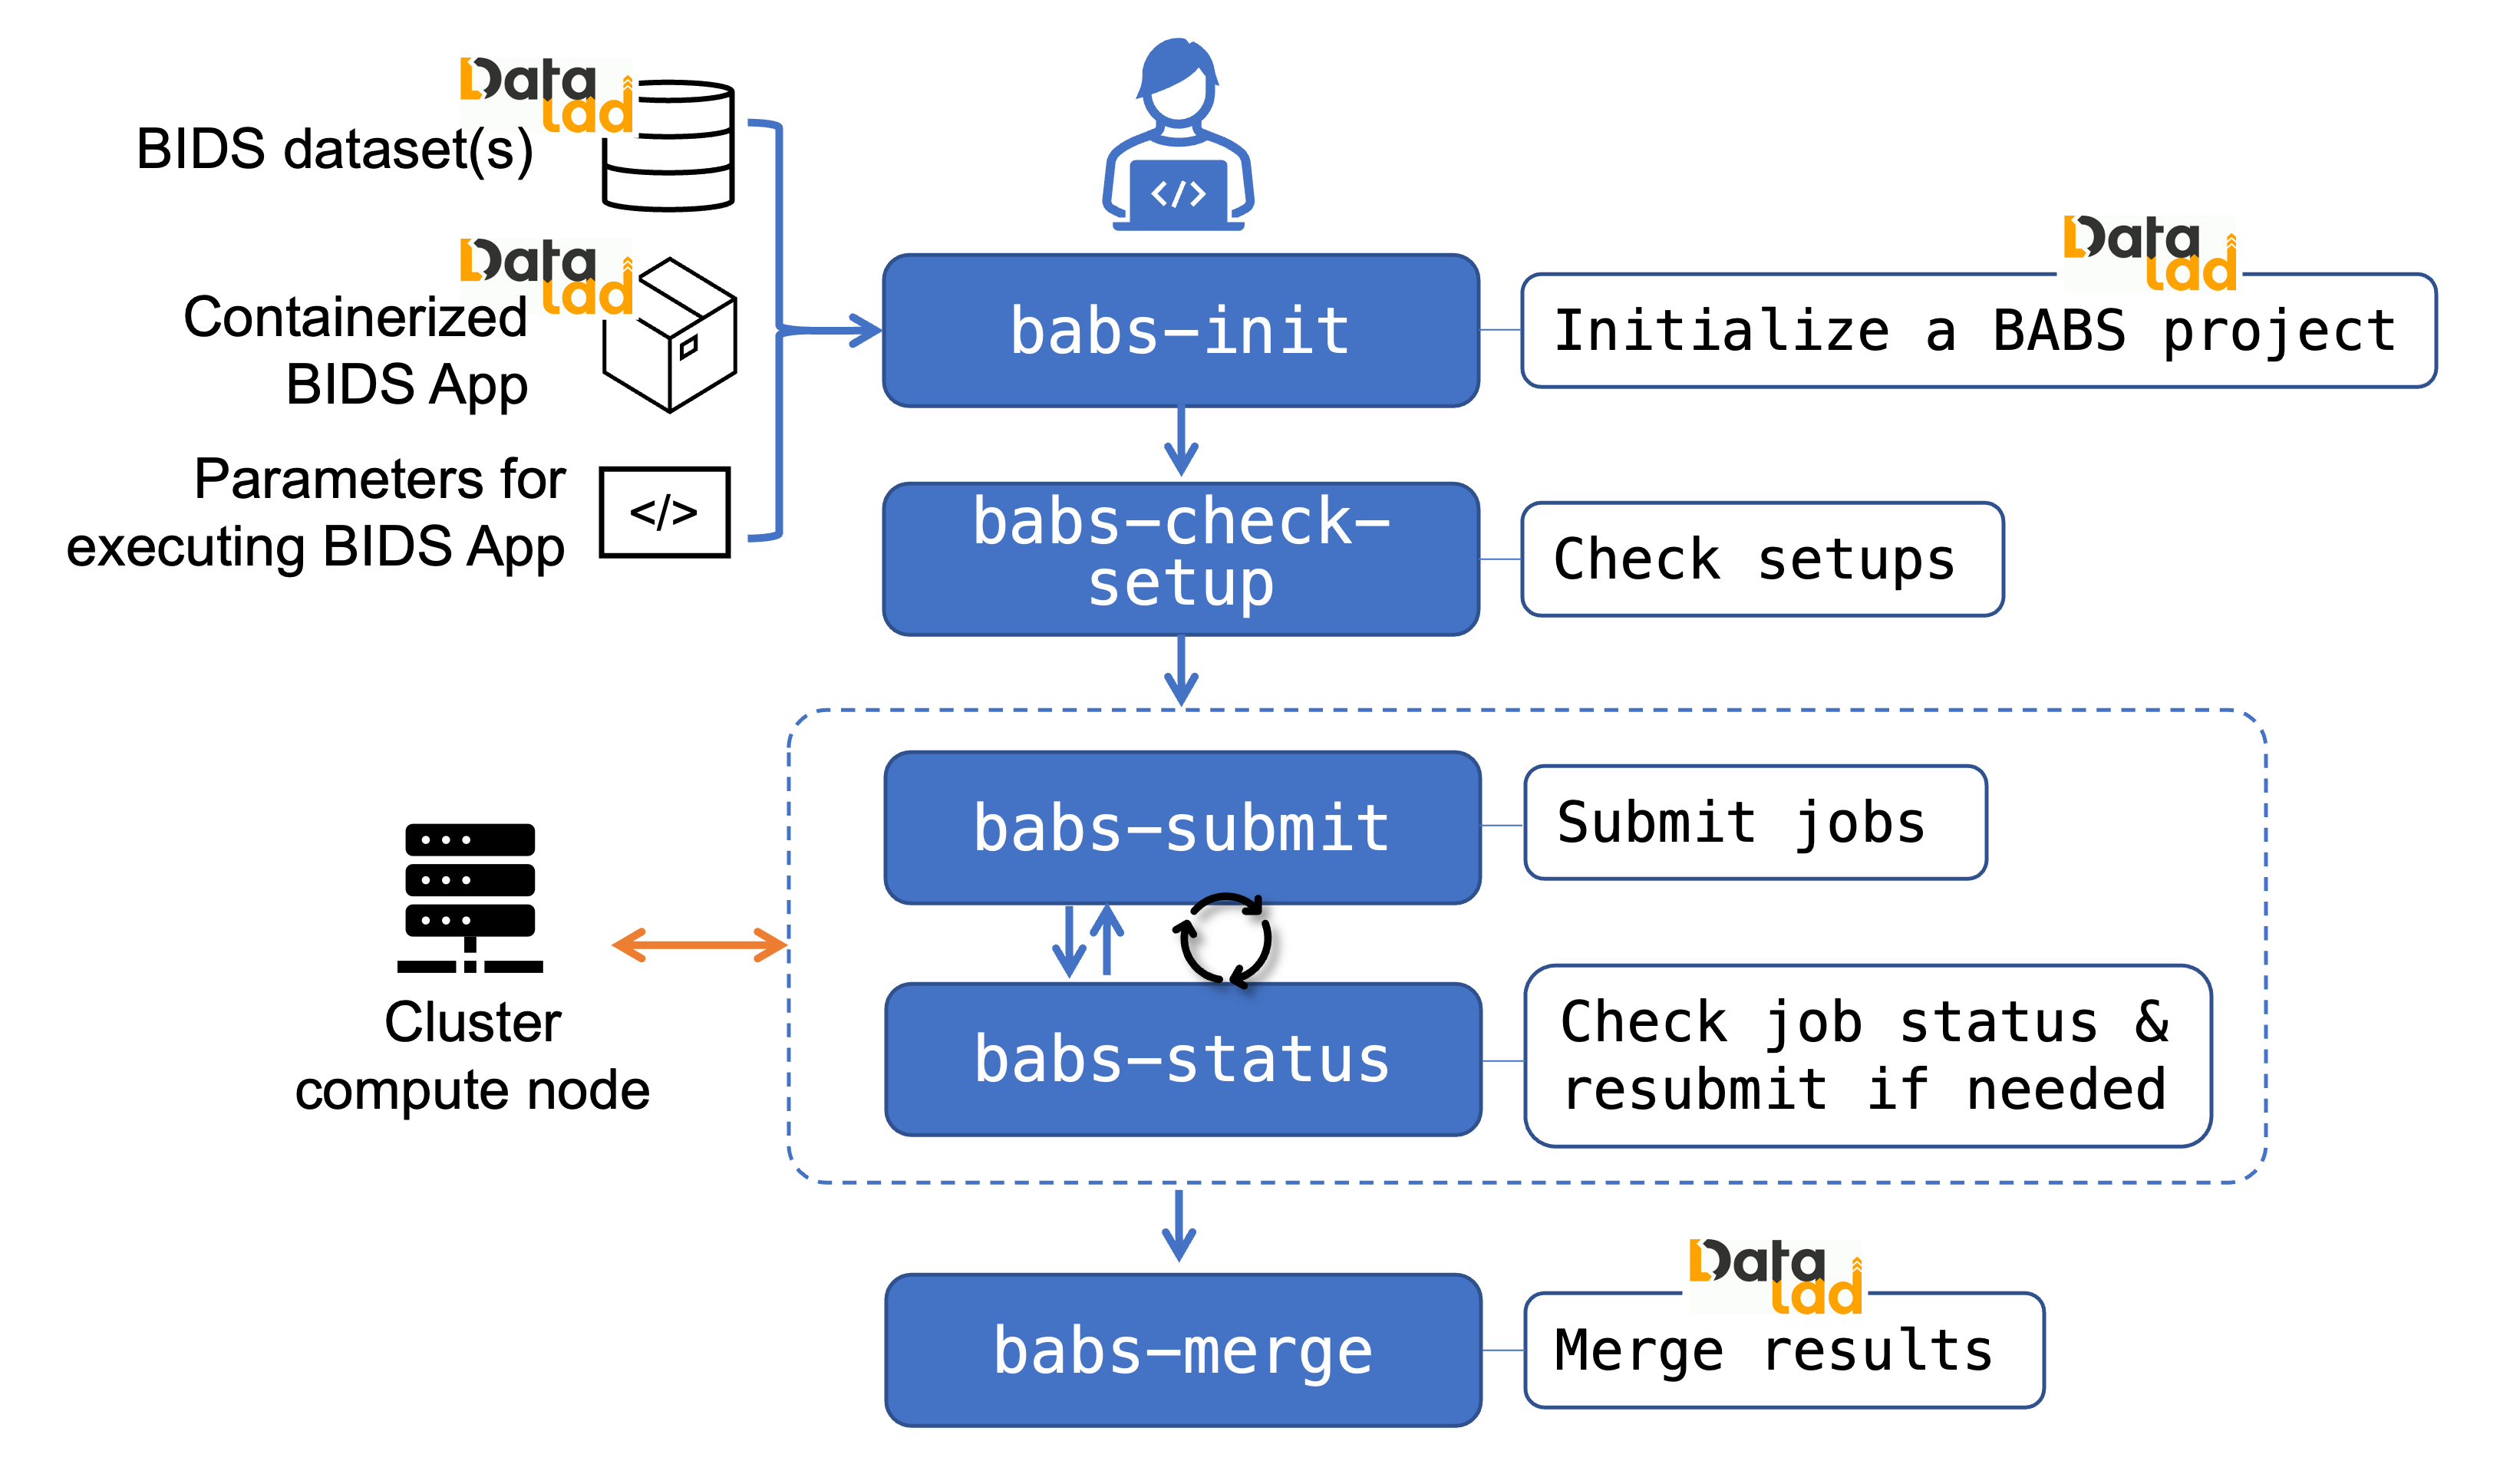 Data
lad
BIDS dataset(s)
Data
lad
Containerized
BIDS App
Parameters for
executing BIDS App
</>
</>
babs-init
Data
lad
Initialize a BABS project
babs-check-
setup
Check setups
babs-submit
Submit jobs
Cluster
compute node
babs-status
Check job status &
resubmit if needed
babs-merge
Data
lad
Merge results